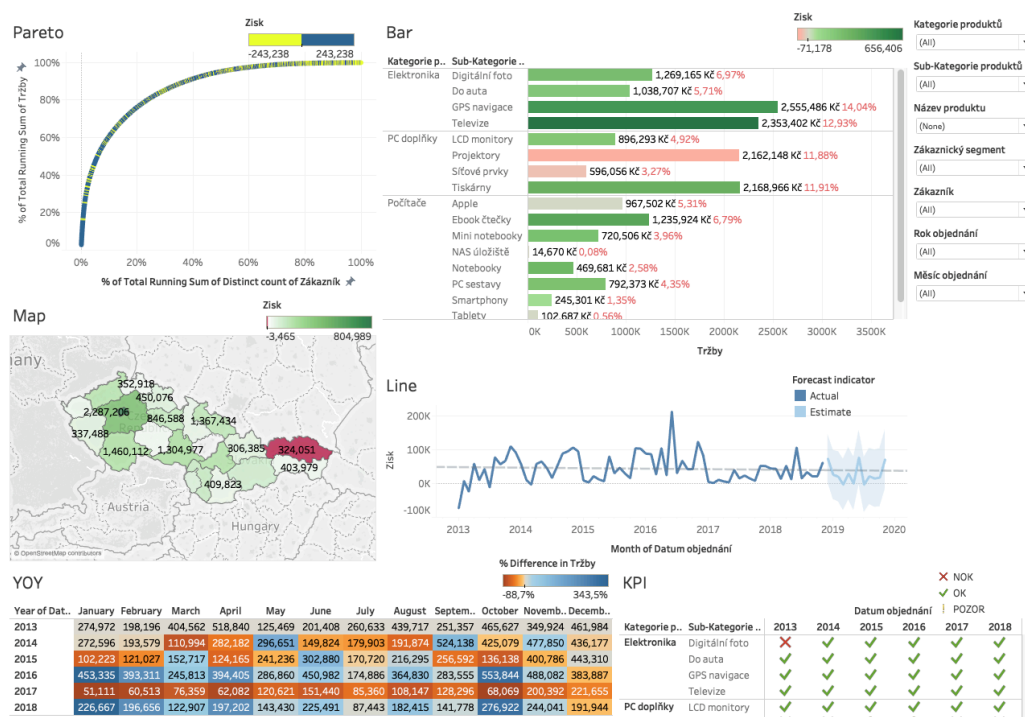 Pareto
Zisk
-243,238 243,238
100%
80%
60%
40%
20%
0%
% of Total Running Sum of Tržby
0% 20% 40% 60% 80% 100%
% of Total Running Sum of Distinct count of Zákazník
Bar
Zisk
-71,178 656,406
Kategorie p.. Sub-Kategorie ..
Elektronika Digitální foto 1,269,165 Kč 6,97%
Do auta 1,038,707 Kč 5,71%
GPS navigace 2,555,486 Kč 14,04%
Televize 2,353,402 Kč 12,93%
PC doplňky LCD monitory 896,293 Kč 4,92%
Projektory 2,162,148 Kč 11,88%
Síťové prvky 596,056 Kč 3,27%
Tiskárny 2,168,966 Kč 11,91%
Počítače Apple 967,502 Kč 5,31%
Ebook čtečky 1,235,924 Kč 6,79%
Mini notebooky 720,506 Kč 3,96%
NAS úložiště 14,670 Kč 0,08%
Notebooky 469,681 Kč 2,58%
PC sestavy 792,373 Kč 4,35%
Smartphony 245,301 Kč 1,35%
Tablety 102,687 Kč 0,56%
0K 500K 1000K 1500K 2000K 2500K 3000K 3500K
Tržby
Kategorie produktů
(All)
Sub-Kategorie produktů
(All)
Název produktu
(None)
Zákaznický segment
(All)
Zákazník
(All)
Rok objednání
(All)
Měsíc objednání
(All)
Map
Zisk
-3,465 804,989
any
352,918
450,076
2,287,206
846,588
1,367,434
337,488
1,460,112
1,304,977
306,385
324,051
403,979
409,823
Austria
Hungary
© OpenStreetMap contributors
Line
Forecast indicator
Actual
Estimate
200K
100K
0K
-100K
Zisk
2013 2014 2015 2016 2017 2018 2019 2020
Month of Datum objednání
YOY
% Difference in Tržby
-88,7% 343,5%
Year of Dat.. January February March April May June July August Septem.. October Novemb.. Decemb..
2013 274,972 198,196 404,562 518,840 125,469 201,408 260,633 439,717 251,357 465,627 349,924 461,984
2014 272,596 193,579 110,994 282,182 296,651 149,824 179,903 191,874 524,138 425,079 477,850 436,177
2015 102,223 121,027 152,717 124,165 241,236 302,880 170,720 216,295 256,592 136,138 400,786 443,310
2016 453,335 393,311 245,813 394,405 286,860 450,982 174,886 364,830 283,555 553,844 488,082 383,887
2017 51,111 60,513 76,359 62,082 120,621 151,440 85,360 108,147 128,296 68,069 200,392 221,655
2018 226,667 196,656 122,907 197,202 143,430 225,491 87,443 182,415 141,778 276,922 244,041 191,944
KPI
NOK
OK
POZOR
Datum objednání
Kategorie p.. Sub-Kategorie .. 2013 2014 2015 2016 2017 2018
Elektronika Digitální foto
Do auta
GPS navigace
Televize
PC doplňky LCD monitory